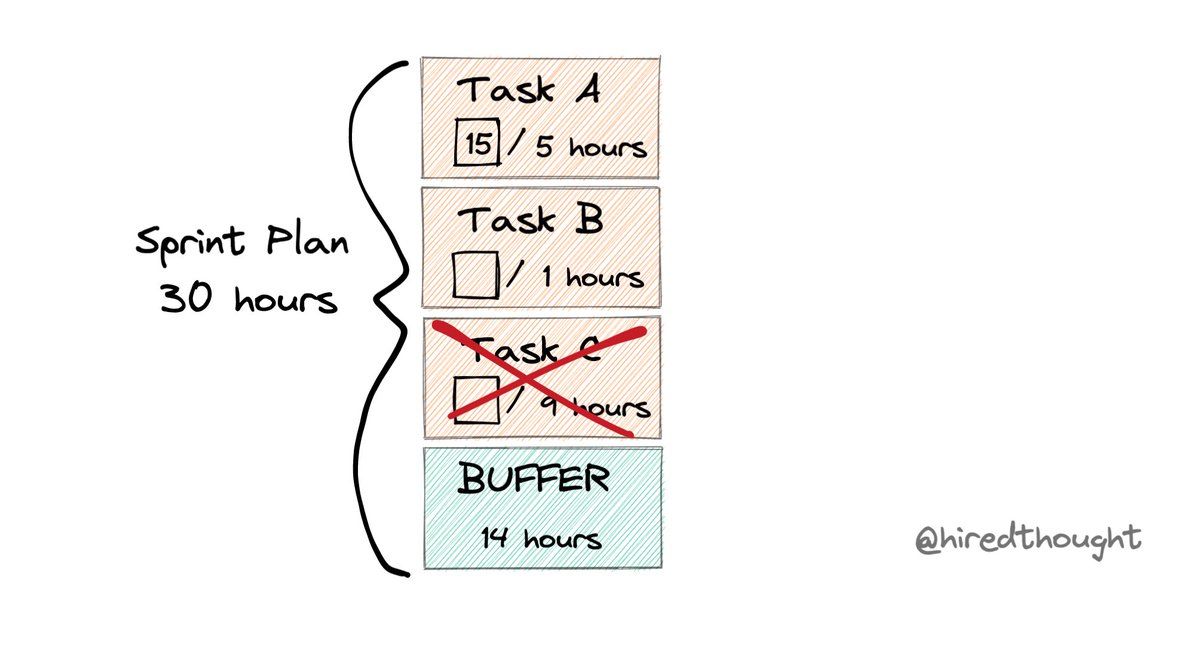 Sprint Plan
30 hours
Task A
15 / 5 hours
Task B
/ 1 hours
Task C
/ 9 hours
BUFFER
14 hours
@hiredthought